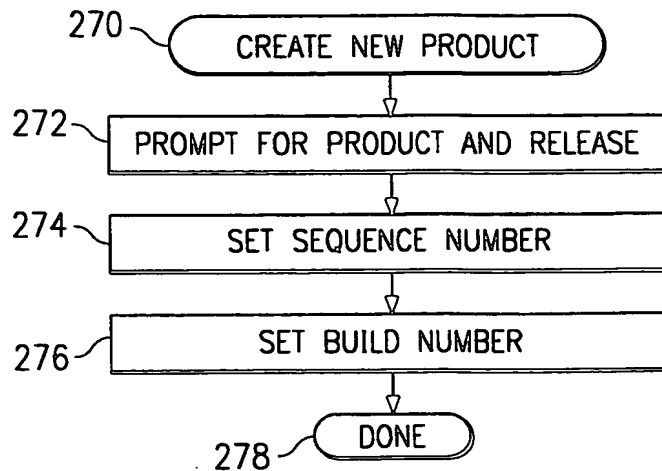 270
CREATE NEW PRODUCT
272
PROMPT FOR PRODUCT AND RELEASE
274
SET SEQUENCE NUMBER
276
SET BUILD NUMBER
278
DONE